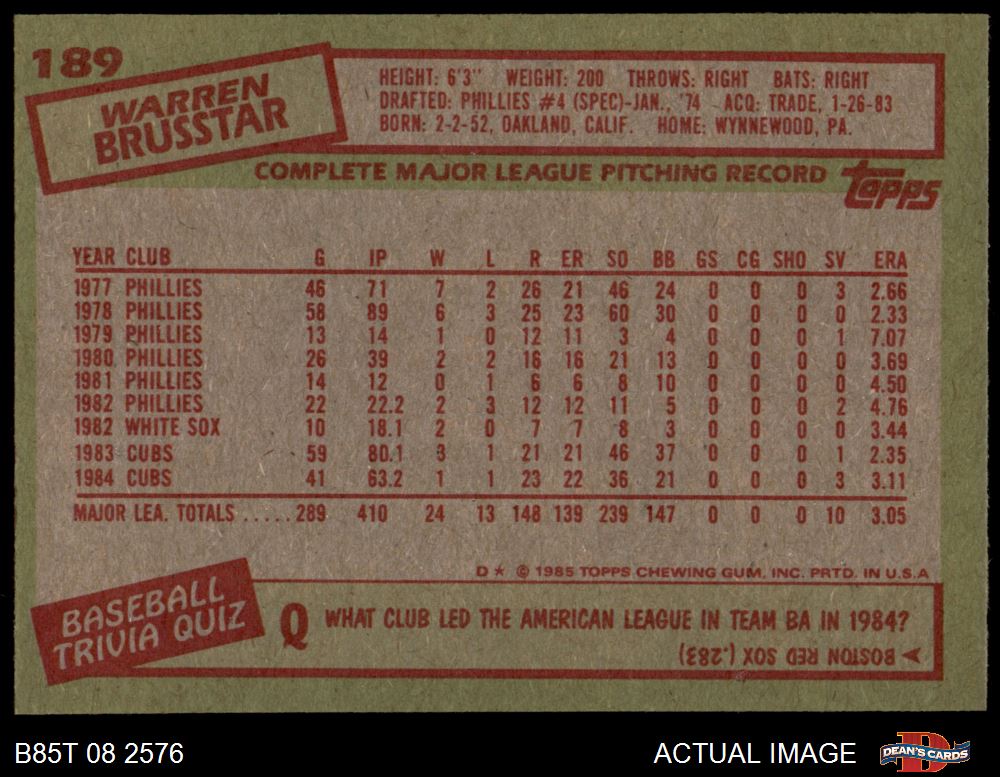 189
WARREN
BRUSSTAR
HEIGHT: 6'3" WEIGHT: 200 THROWS: RIGHT BATS: RIGHT
DRAFTED: PHILLIES #4 (SPEC)-JAN., '74 - ACQ: TRADE, 1-26-83
BORN: 2-2-52, OAKLAND, CALIF. HOME: WYNNEWOOD, PA.
COMPLETE MAJOR LEAGUE PITCHING RECORD
topps
YEAR CLUB G IP W L R ER SO BB GS CG SHO SV ERA
1977 PHILLIES 46 71 7 2 26 21 46 24 0 0 0 3 2.66
1978 PHILLIES 58 89 6 3 25 23 60 30 0 0 0 0 2.33
1979 PHILLIES 13 14 1 0 12 11 3 4 0 0 0 1 7.07
1980 PHILLIES 26 39 2 2 16 16 21 13 0 0 0 0 3.69
1981 PHILLIES 14 12 0 1 6 6 8 10 0 0 0 0 4.50
1982 PHILLIES 22 22.2 2 3 12 12 11 5 0 0 0 2 4.76
1982 WHITE SOX 10 18.1 2 0 7 7 8 3 0 0 0 0 3.44
1983 CUBS 59 80.1 3 1 21 21 46 37 0 0 0 1 2.35
1984 CUBS 41 63.2 1 1 23 22 36 21 0 0 0 3 3.11
MAJOR LEA. TOTALS .....289 410 24 13 148 139 239 147 0 0 0 10 3.05
D ★ © 1985 TOPPS CHEWING GUM, INC. PRTD. IN U.S.A
BASEBALL
TRIVIA QUIZ
Q WHAT CLUB LED THE AMERICAN LEAGUE IN TEAM BA IN 1984?
BOSTON RED SOX (.283)
B85T 08 2576
ACTUAL IMAGE
DEAN'S CARDS